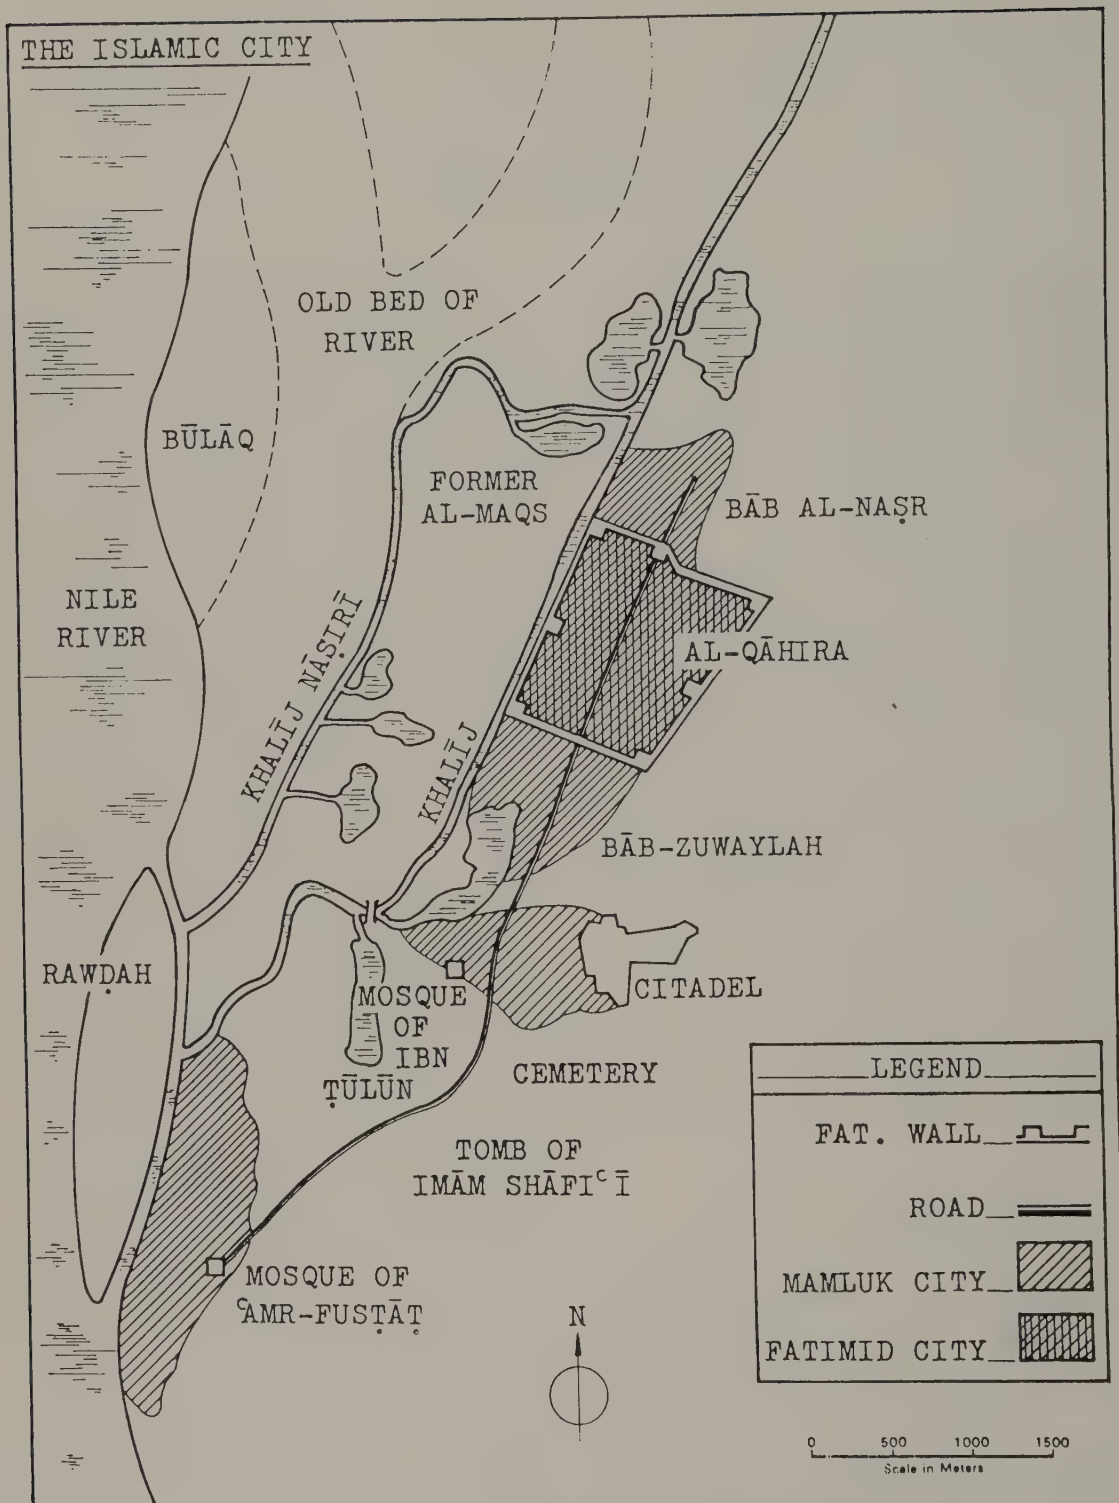 THE ISLAMIC CITY
OLD BED OF
RIVER
BŪLĀQ
FORMER
AL-MAQS
BĀB AL-NAṢR
NILE
RIVER
KHALĪJ NĀṢIRĪ
AL-QĀHIRA
KHALĪJ
BĀB-ZUWAYLAH
RAWḌAH
MOSQUE
OF
IBN
ṬŪLŪN
CITADEL
CEMETERY
TOMB OF
IMĀM SHĀFIᶜĪ
MOSQUE OF
ᶜAMR-FUSṬĀṬ
N
LEGEND
FAT. WALL
ROAD
MAMLUK CITY
FATIMID CITY
0 500 1000 1500
Scale in Meters